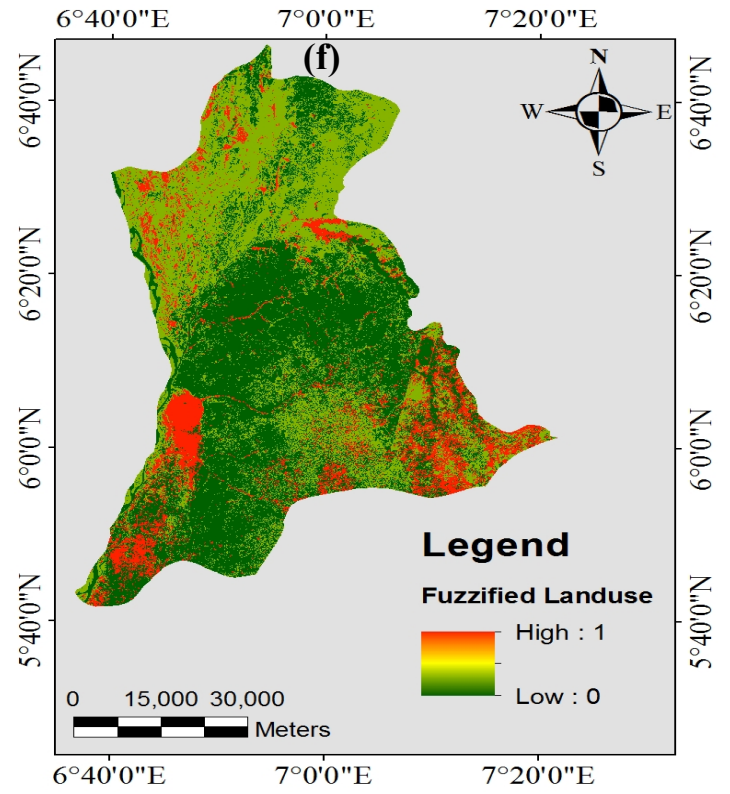 6°40'0"E 7°0'0"E 7°20'0"E
(f)
N
W E
S
6°40'0"N 6°40'0"N
6°20'0"N 6°20'0"N
6°0'0"N 6°0'0"N
5°40'0"N 5°40'0"N
Legend
Fuzzified Landuse
High : 1
Low : 0
0 15,000 30,000
Meters
6°40'0"E 7°0'0"E 7°20'0"E